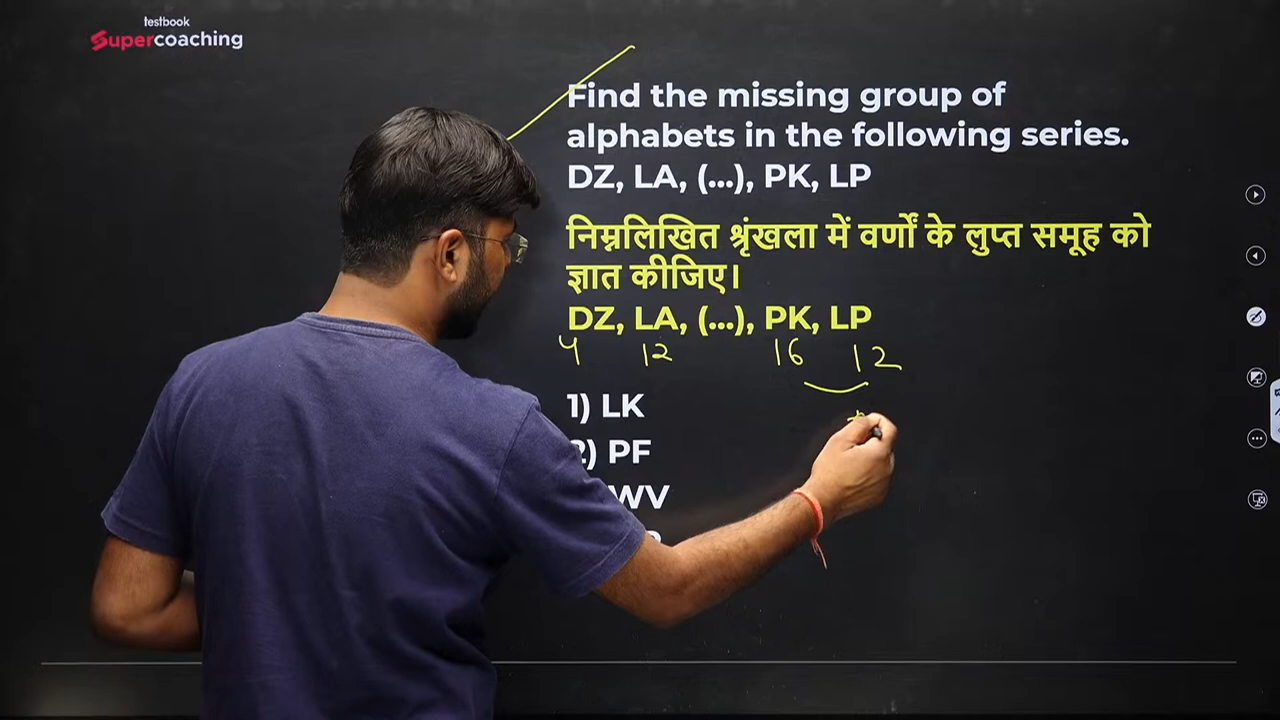 testbook
Supercoaching
Find the missing group of
alphabets in the following series.
DZ, LA, (...), PK, LP
निम्नलिखित श्रृंखला में वर्णों के लुप्त समूह को
ज्ञात कीजिए।
DZ, LA, (...), PK, LP
4 12 16 12
1) LK
2) PF
WV